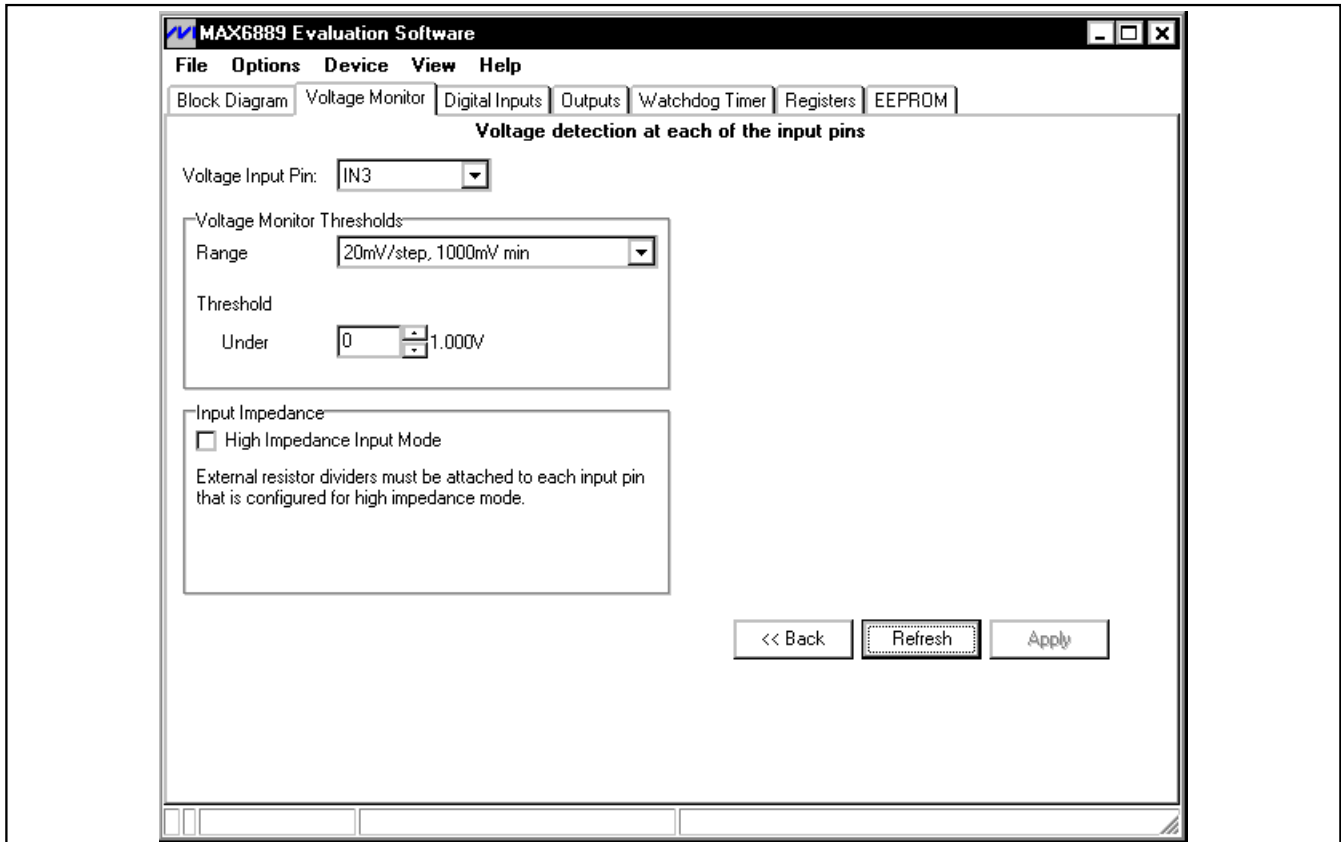 MAX6889 Evaluation Software
File Options Device View Help
Block Diagram Voltage Monitor Digital Inputs Outputs Watchdog Timer Registers EEPROM
Voltage detection at each of the input pins
Voltage Input Pin: IN3
Voltage Monitor Thresholds
Range 20mV/step, 1000mV min
Threshold
Under 0 1.000V
Input Impedance
High Impedance Input Mode
External resistor dividers must be attached to each input pin
that is configured for high impedance mode.
<< Back Refresh Apply